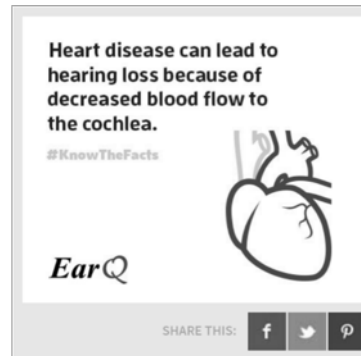 Heart disease can lead to
hearing loss because of
decreased blood flow to
the cochlea.
#KnowTheFacts
EarQ
SHARE THIS: